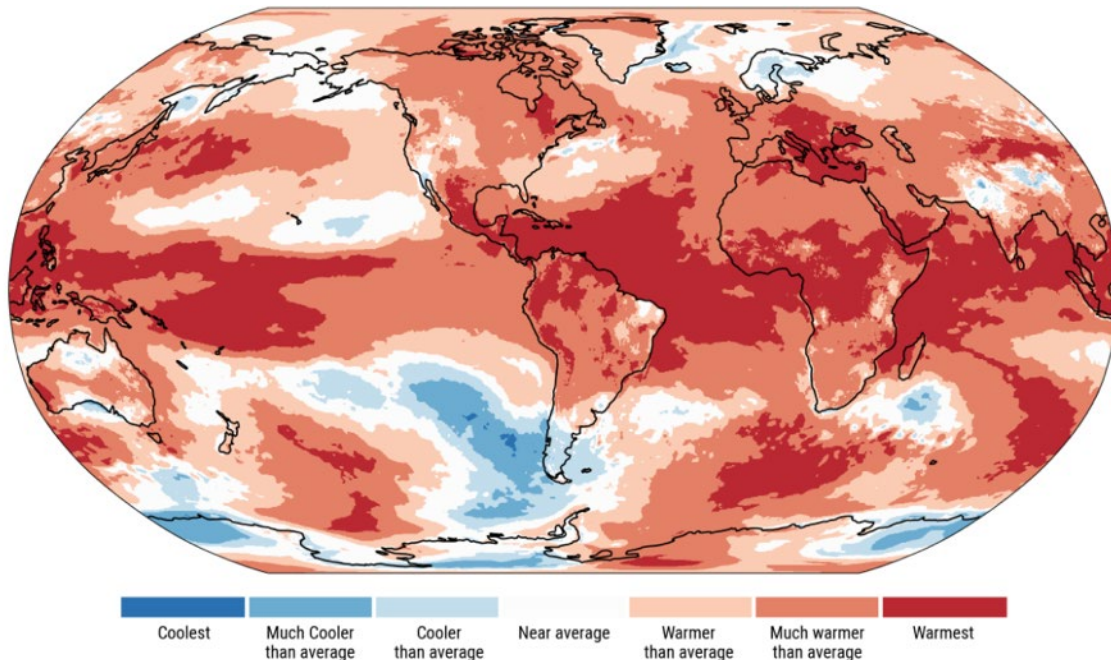 Coolest
Much Cooler
than average
Cooler
than average
Near average
Warmer
than average
Much warmer
than average
Warmest